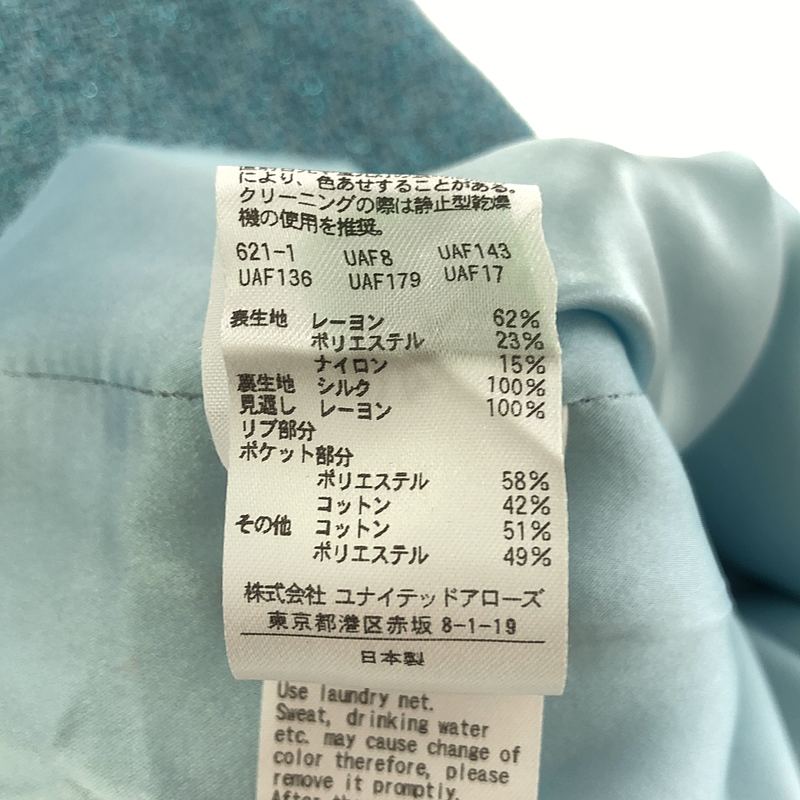 により、色あせすることがある。
クリーニングの際は静止型乾燥
機の使用を推奨。
621-1 UAF8 UAF143
UAF136 UAF179 UAF17
表生地 レーヨン 62%
ポリエステル 23%
ナイロン 15%
裏生地 シルク 100%
見返し レーヨン 100%
リブ部分
ポケット部分
ポリエステル 58%
コットン 42%
その他 コットン 51%
ポリエステル 49%
株式会社 ユナイテッドアローズ
東京都港区赤坂 8-1-19
日本製
Use laundry net.
Sweat, drinking water
etc. may cause change of
color therefore, please
remove it promptly.